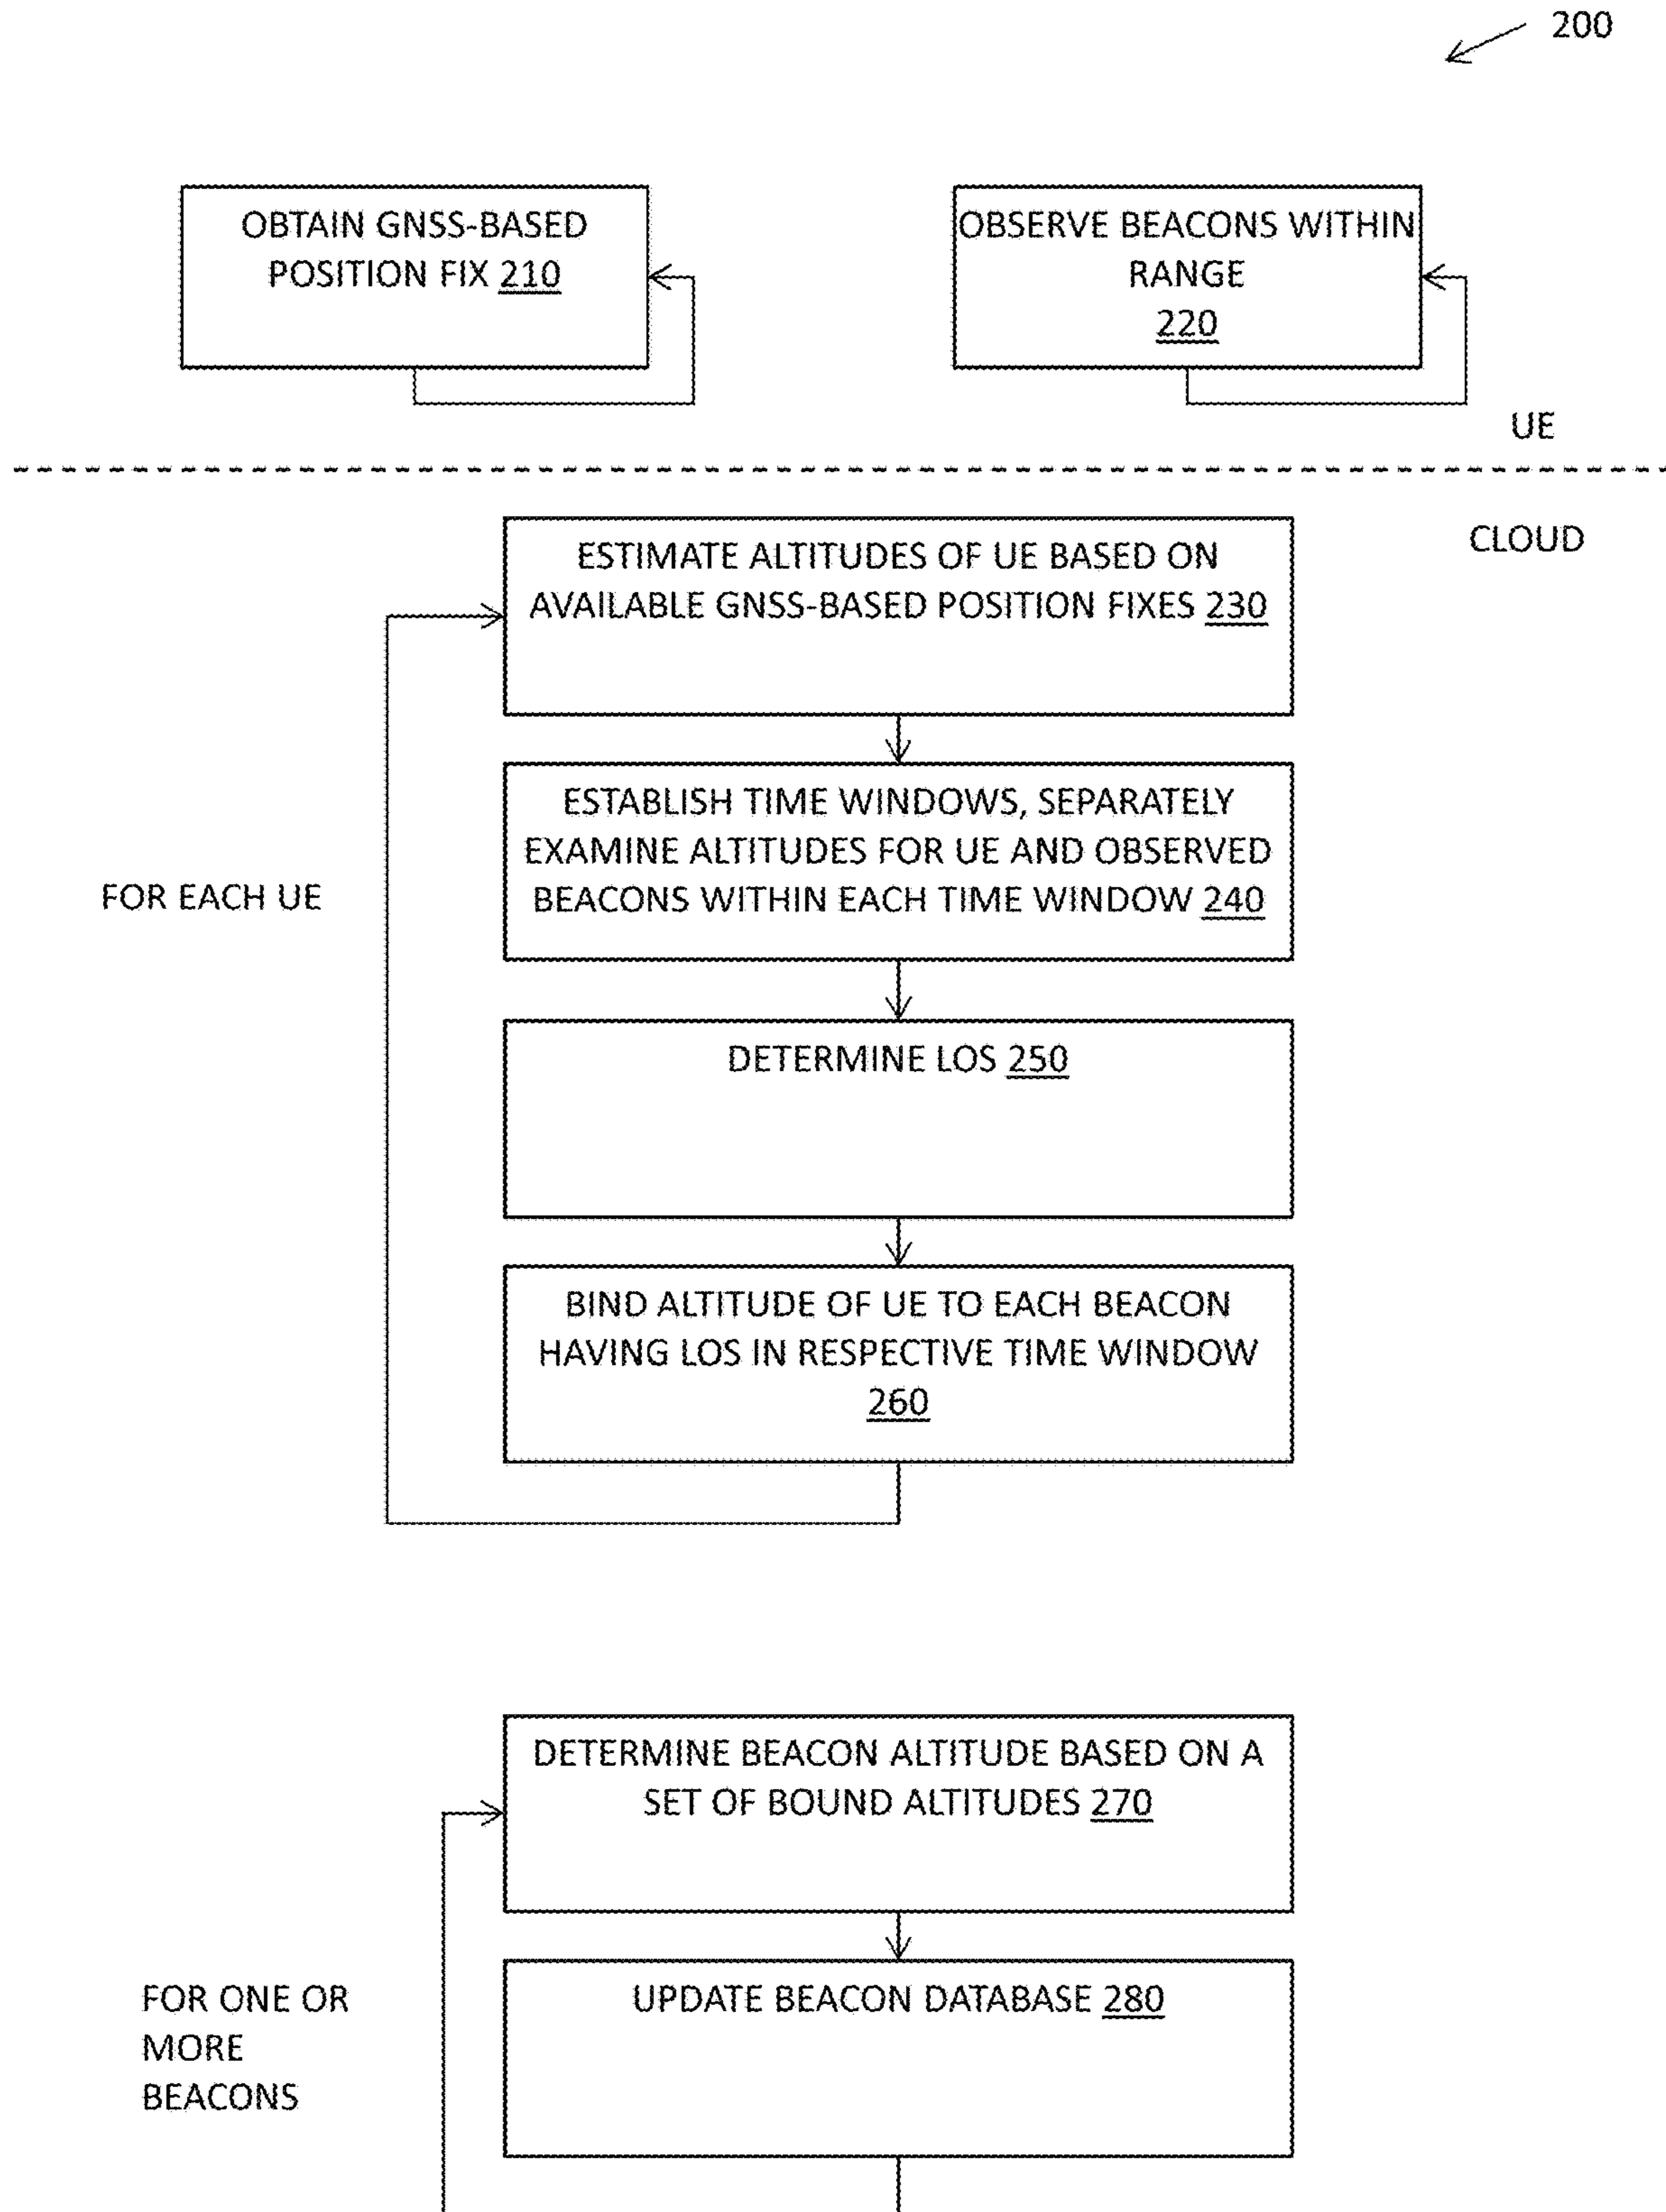 200
OBTAIN GNSS-BASED
POSITION FIX 210
OBSERVE BEACONS WITHIN
RANGE
220
UE
CLOUD
ESTIMATE ALTITUDES OF UE BASED ON
AVAILABLE GNSS-BASED POSITION FIXES 230
ESTABLISH TIME WINDOWS, SEPARATELY
EXAMINE ALTITUDES FOR UE AND OBSERVED
BEACONS WITHIN EACH TIME WINDOW 240
FOR EACH UE
DETERMINE LOS 250
BIND ALTITUDE OF UE TO EACH BEACON
HAVING LOS IN RESPECTIVE TIME WINDOW
260
DETERMINE BEACON ALTITUDE BASED ON A
SET OF BOUND ALTITUDES 270
UPDATE BEACON DATABASE 280
FOR ONE OR
MORE
BEACONS